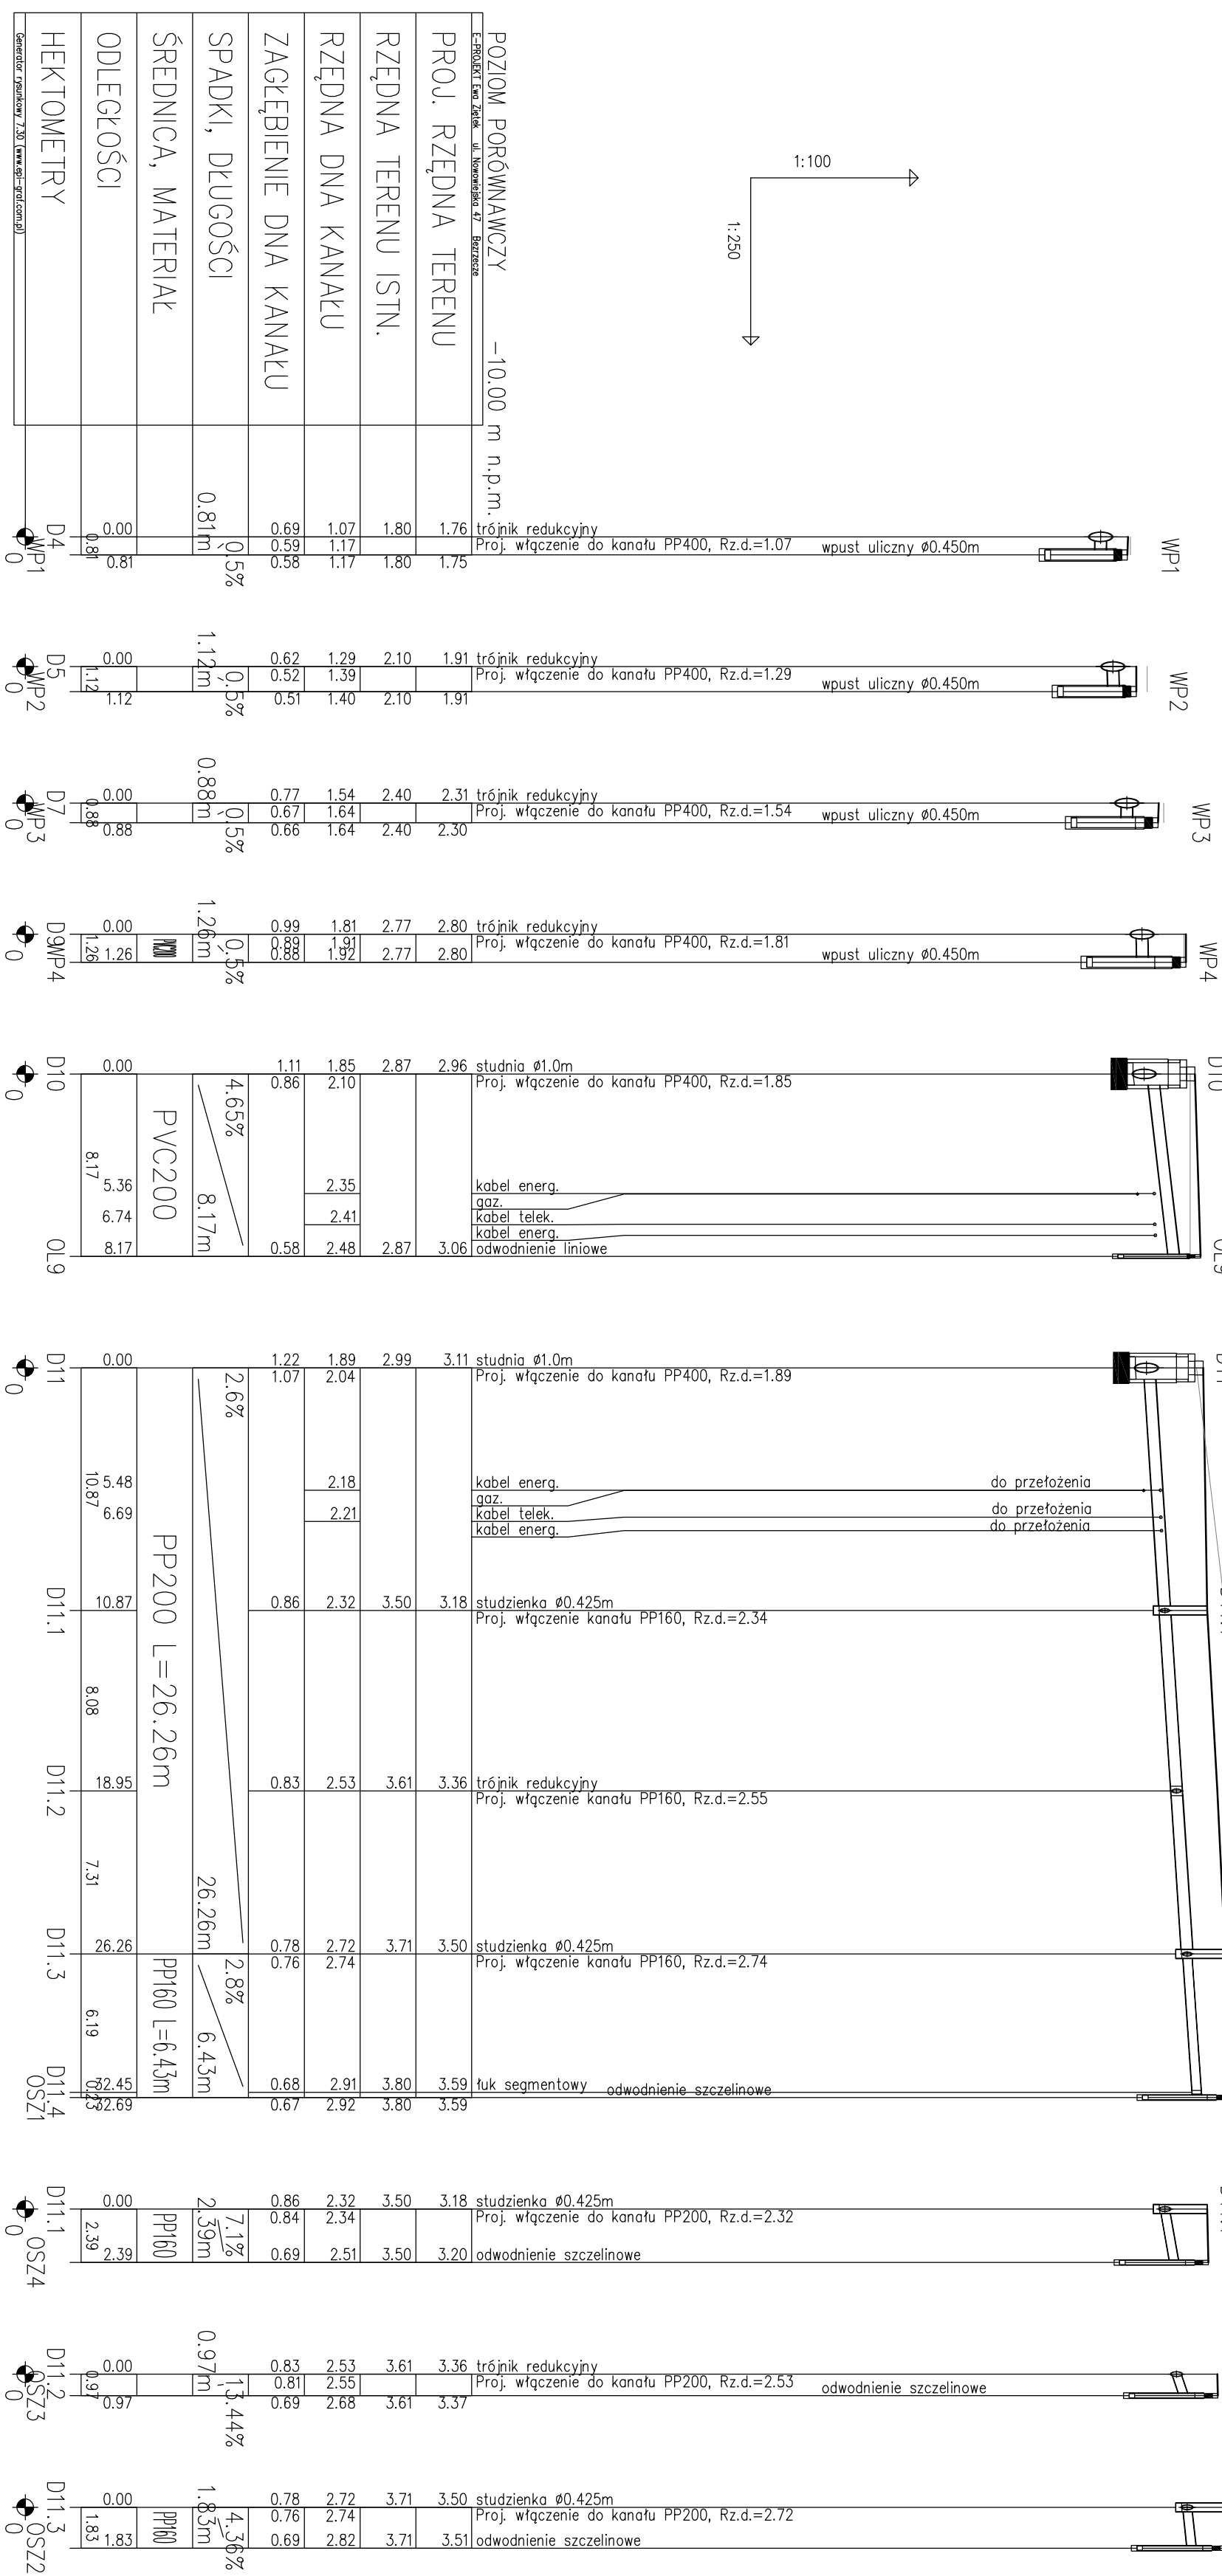 1:100
1:250
POZIOM PORÓWNAWCZY -10.00 m n.p.m.
E-PROJEKT Ewa Ziętek ul. Nowowiejska 47 Bezrzecze
PROJ. RZĘDNA TERENU
RZĘDNA TERENU ISTN.
RZĘDNA DNA KANAŁU
ZAGŁĘBIENIE DNA KANAŁU
SPADKI, DŁUGOŚCI
ŚREDNICA, MATERIAŁ
ODLEGŁOŚCI
HEKTOMETRY
Generator rysunkowy 7.30 (www.epi-graf.com.pl)
WP1
trójnik redukcyjny
Proj. włączenie do kanału PP400, Rz.d.=1.07
wpust uliczny Ø0.450m
1.76 1.75
1.80 1.80
1.07 1.17 1.17
0.69 0.59 0.58
0.5%
0.81m
0.00 0.81
0.81
D4 WP1
0
WP2
trójnik redukcyjny
Proj. włączenie do kanału PP400, Rz.d.=1.29
wpust uliczny Ø0.450m
1.91 1.91
2.10 2.10
1.29 1.39 1.40
0.62 0.52 0.51
0.5%
1.12m
0.00 1.12
1.12
D5 WP2
0
WP3
trójnik redukcyjny
Proj. włączenie do kanału PP400, Rz.d.=1.54
wpust uliczny Ø0.450m
2.31 2.30
2.40 2.40
1.54 1.64 1.64
0.77 0.67 0.66
0.5%
0.88m
0.00 0.88
0.88
D7 WP3
0
WP4
trójnik redukcyjny
Proj. włączenie do kanału PP400, Rz.d.=1.81
wpust uliczny Ø0.450m
2.80 2.80
2.77 2.77
1.81 1.91 1.92
0.99 0.89 0.88
0.5%
1.26m
PVC200
0.00 1.26
1.26
D9 WP4
0
D10 OL9
studnia Ø1.0m
Proj. włączenie do kanału PP400, Rz.d.=1.85
kabel energ.
gaz.
kabel telek.
kabel energ.
odwodnienie liniowe
2.96 3.06
2.87 2.87
1.85 2.10 2.35 2.41 2.48
1.11 0.86 0.58
4.65%
8.17m
PVC200
0.00 5.36 6.74 8.17
8.17
D10 OL9
0
studnia Ø1.0m
Proj. włączenie do kanału PP400, Rz.d.=1.89
kabel energ. do przełożenia
gaz.
kabel telek. do przełożenia
kabel energ. do przełożenia
studzienka Ø0.425m
Proj. włączenie kanału PP160, Rz.d.=2.34
trójnik redukcyjny
Proj. włączenie kanału PP160, Rz.d.=2.55
studzienka Ø0.425m
Proj. włączenie kanału PP160, Rz.d.=2.74
łuk segmentowy
odwodnienie szczelinowe
3.11 3.18 3.36 3.50 3.59 3.59
2.99 3.50 3.61 3.71 3.80 3.80
1.89 2.04 2.18 2.21 2.32 2.53 2.72 2.74 2.91 2.92
1.22 1.07 0.86 0.83 0.78 0.76 0.68 0.67
2.6% 2.8%
26.26m 6.43m
PP200 L=26.26m PP160 L=6.43m
0.00 5.48 6.69 10.87 18.95 26.26 32.45 32.69
10.87 8.08 7.31 6.19 0.23
D11 D11.1 D11.2 D11.3 D11.4 OSZ1
0
studzienka Ø0.425m
Proj. włączenie do kanału PP200, Rz.d.=2.32
odwodnienie szczelinowe
3.18 3.20
3.50 3.50
2.32 2.34 2.51
0.86 0.84 0.69
7.1%
2.39m
PP160
0.00 2.39
2.39
D11.1 OSZ4
0
trójnik redukcyjny
Proj. włączenie do kanału PP200, Rz.d.=2.53
odwodnienie szczelinowe
3.36 3.37
3.61 3.61
2.53 2.55 2.68
0.83 0.81 0.69
13.44%
0.97m
0.00 0.97
0.97
D11.2 OSZ3
0
studzienka Ø0.425m
Proj. włączenie do kanału PP200, Rz.d.=2.72
odwodnienie szczelinowe
3.50 3.51
3.71 3.71
2.72 2.74 2.82
0.78 0.76 0.69
4.36%
1.83m
PP160
0.00 1.83
1.83
D11.3 OSZ2
0